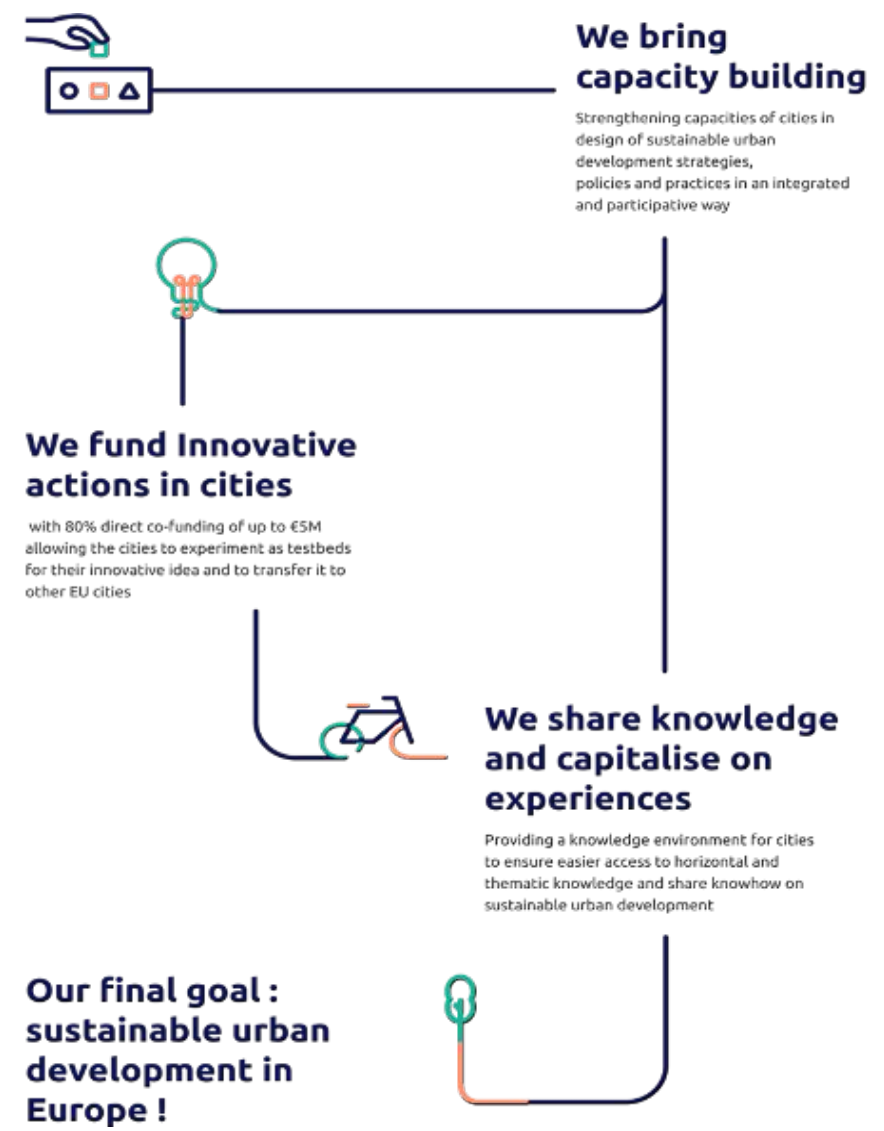 We bring
capacity building
Strengthening capacities of cities in
design of sustainable urban
development strategies,
policies and practices in an integrated
and participative way
We fund Innovative
actions in cities
with 80% direct co-funding of up to €5M
allowing the cities to experiment as testbeds
for their innovative idea and to transfer it to
other EU cities
We share knowledge
and capitalise on
experiences
Providing a knowledge environment for cities
to ensure easier access to horizontal and
thematic knowledge and share knowhow on
sustainable urban development
Our final goal :
sustainable urban
development in
Europe !